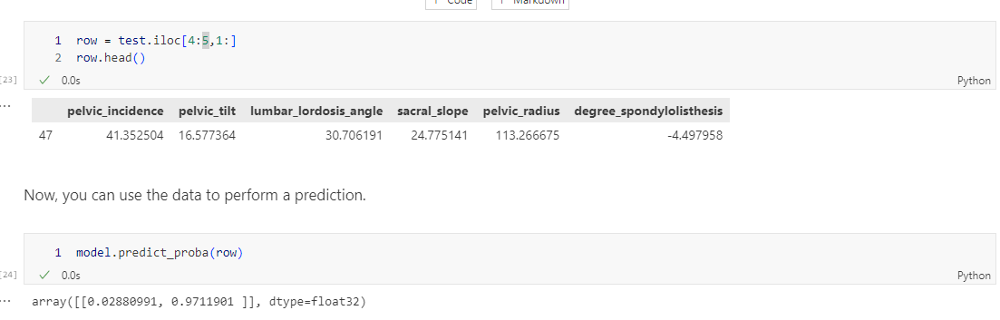 Code Markdown
1 row = test.iloc[4:5,1:]
2 row.head()
[23] ✓ 0.0s Python
... pelvic_incidence pelvic_tilt lumbar_lordosis_angle sacral_slope pelvic_radius degree_spondylolisthesis
47 41.352504 16.577364 30.706191 24.775141 113.266675 -4.497958
Now, you can use the data to perform a prediction.
1 model.predict_proba(row)
[24] ✓ 0.0s Python
... array([[0.02880991, 0.9711901 ]], dtype=float32)